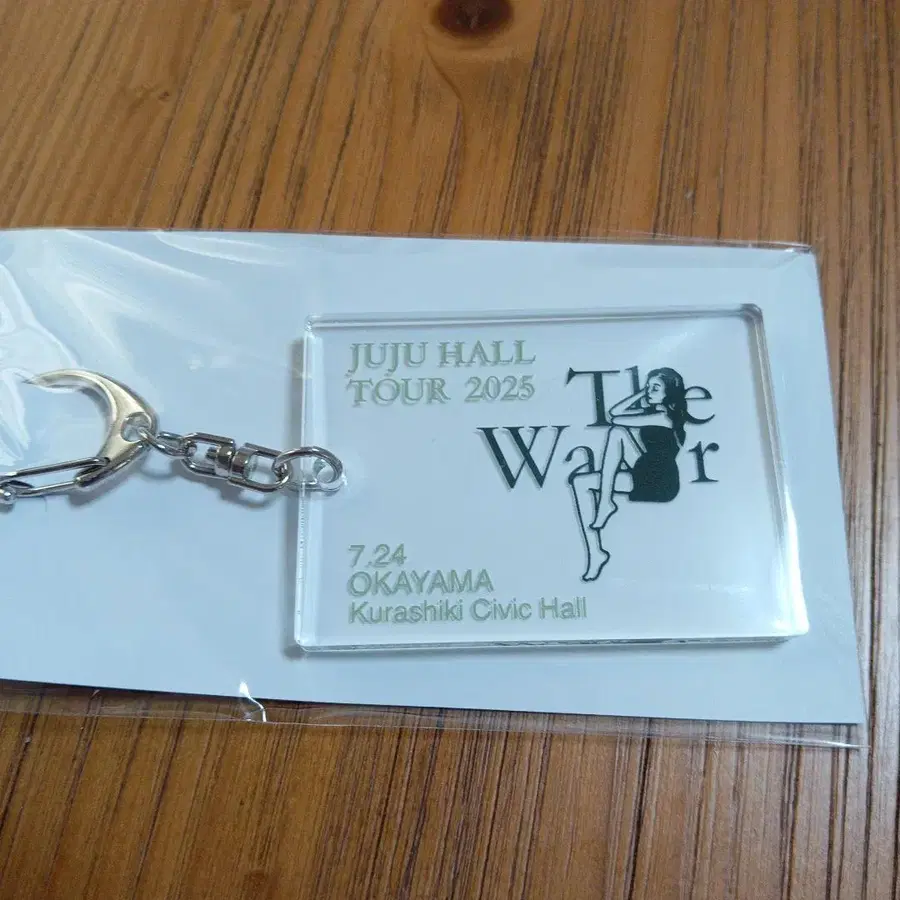 JUJU HALL
TOUR 2025
The
Wa r
7.24
OKAYAMA
Kurashiki Civic Hall